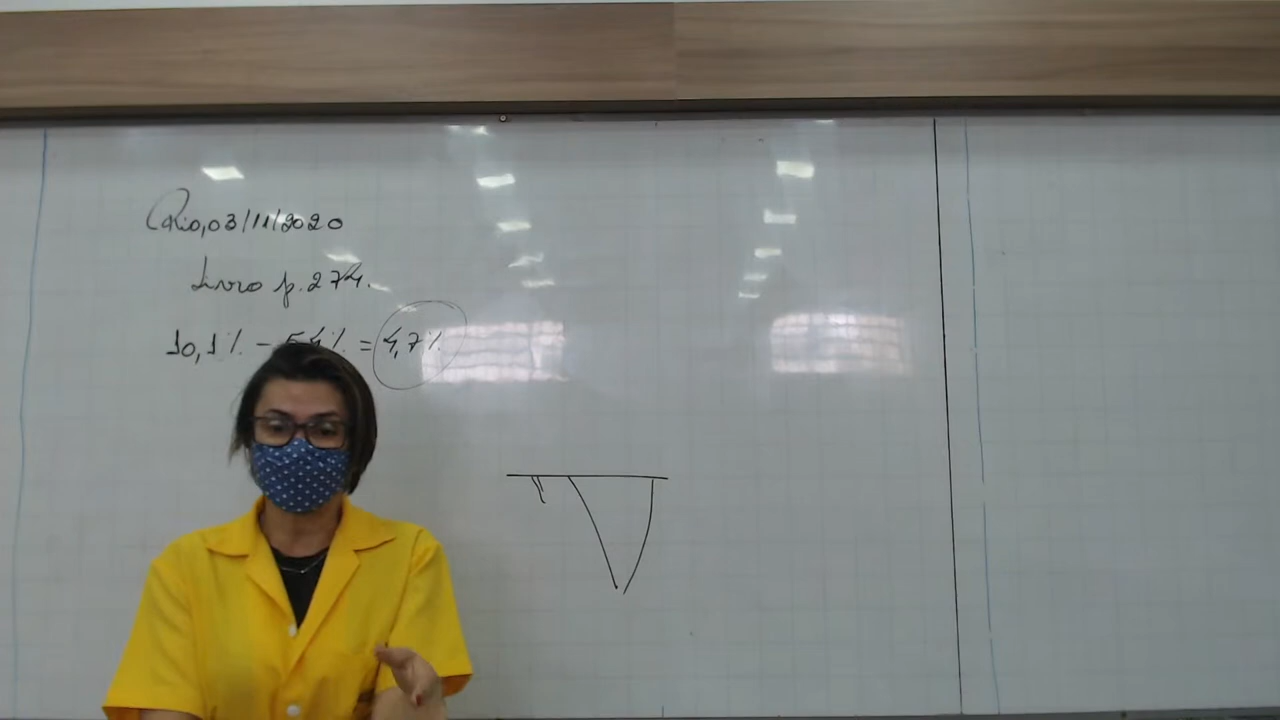 Rio, 03/11/2020
Livro p. 274.
10,1% - 5,4% = 4,7%